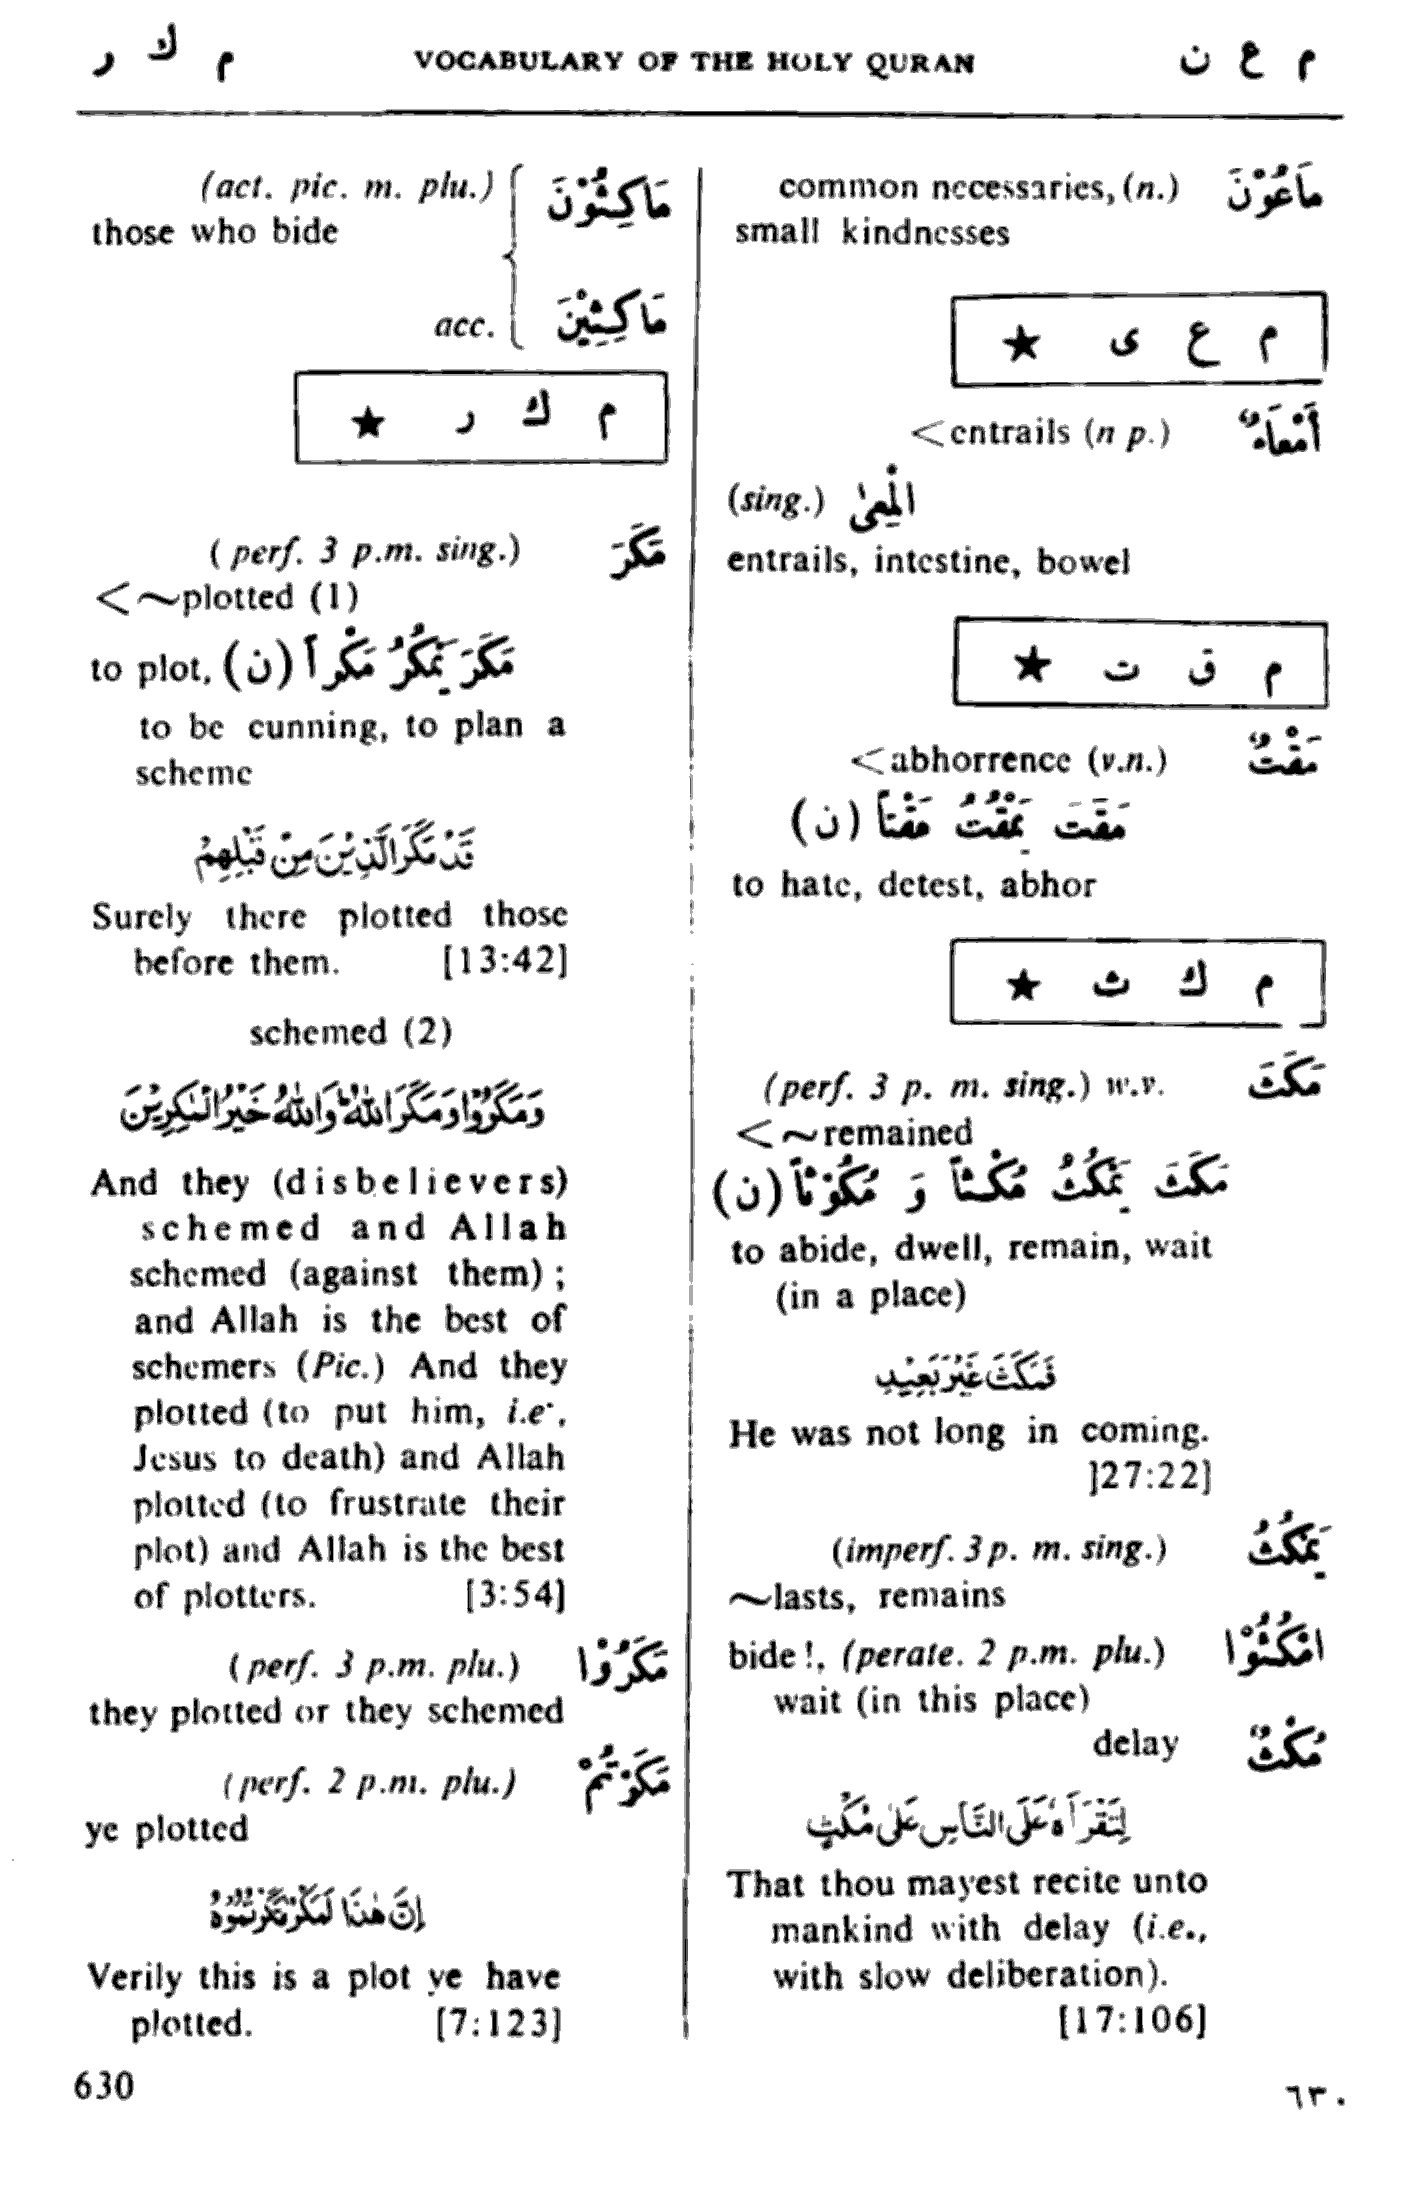 م ك ر VOCABULARY OF THE HOLY QURAN م ع ن
common necessaries, (n.) مَاعُوْنَ
small kindnesses
م ع ى ★
<entrails (n p.) أَمْعَاءٌ
(sing.) الْمِعىٰ
entrails, intestine, bowel
م ق ت ★
<abhorrence (v.n.) مَقْتٌ
مَقَتَ يَمْقُتُ مَقْتاً (ن)
to hate, detest, abhor
م ك ث ★
(perf. 3 p. m. sing.) w.v. مَكَثَ
<~remained
مَكَثَ يَمْكُثُ مُكْثاً وَ مُكُوْثاً (ن)
to abide, dwell, remain, wait
(in a place)
فَمَكَثَ غَيْرَ بَعِيْدٍ
He was not long in coming.
]27:22]
(imperf. 3 p. m. sing.) يَمْكُثُ
~lasts, remains
bide !, (perate. 2 p.m. plu.) امْكُثُوْا
wait (in this place)
delay مُكْثٌ
لِتَقْرَأَهٗ عَلَى النَّاسِ عَلٰى مُكْثٍ
That thou mayest recite unto
mankind with delay (i.e.,
with slow deliberation).
[17:106]
(act. pic. m. plu.) مَاكِثُوْنَ
those who bide
acc. مَاكِثِيْنَ
م ك ر ★
( perf. 3 p.m. sing.) مَكَرَ
<~plotted (1)
to plot, مَكَرَ يَمْكُرُ مَكْراً (ن)
to be cunning, to plan a
scheme
قَدْ مَكَرَ الَّذِيْنَ مِنْ قَبْلِهِمْ
Surely there plotted those
before them. [13:42]
schemed (2)
وَمَكَرُوْا وَمَكَرَ اللّٰهُ ۖ وَاللّٰهُ خَيْرُ الْمٰكِرِيْنَ
And they (disbelievers)
schemed and Allah
schemed (against them) ;
and Allah is the best of
schemers (Pic.) And they
plotted (to put him, i.e.,
Jesus to death) and Allah
plotted (to frustrate their
plot) and Allah is the best
of plotters. [3:54]
(perf. 3 p.m. plu.) مَكَرُوْا
they plotted or they schemed
(perf. 2 p.m. plu.) مَكَرْتُمْ
ye plotted
اِنَّ هٰذَا لَمَكْرٌ مَّكَرْتُمُوْهُ
Verily this is a plot ye have
plotted. [7:123]
630 ٦٣٠